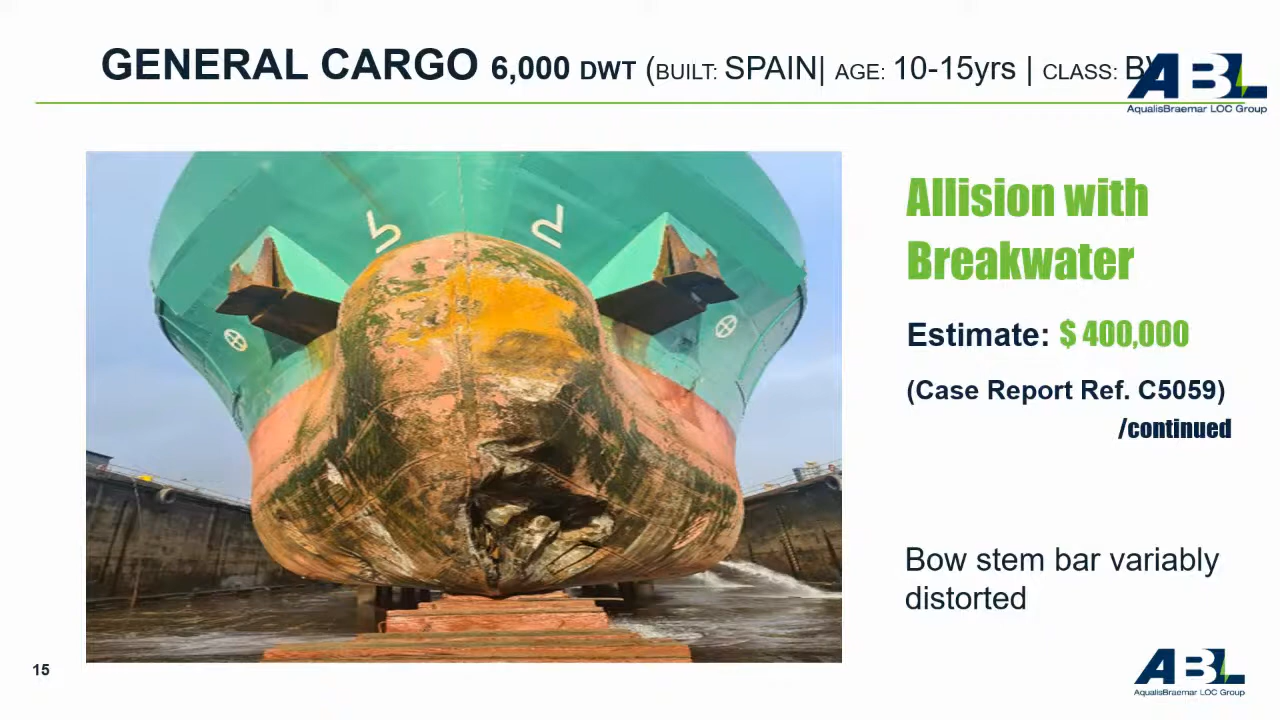 GENERAL CARGO 6,000 DWT (BUILT: SPAIN| AGE: 10-15yrs | CLASS:
ABL
AqualisBraemar LOC Group
Allision with
Breakwater
Estimate: $ 400,000
(Case Report Ref. C5059)
/continued
Bow stem bar variably
distorted
15
ABL
AqualisBraemar LOC Group